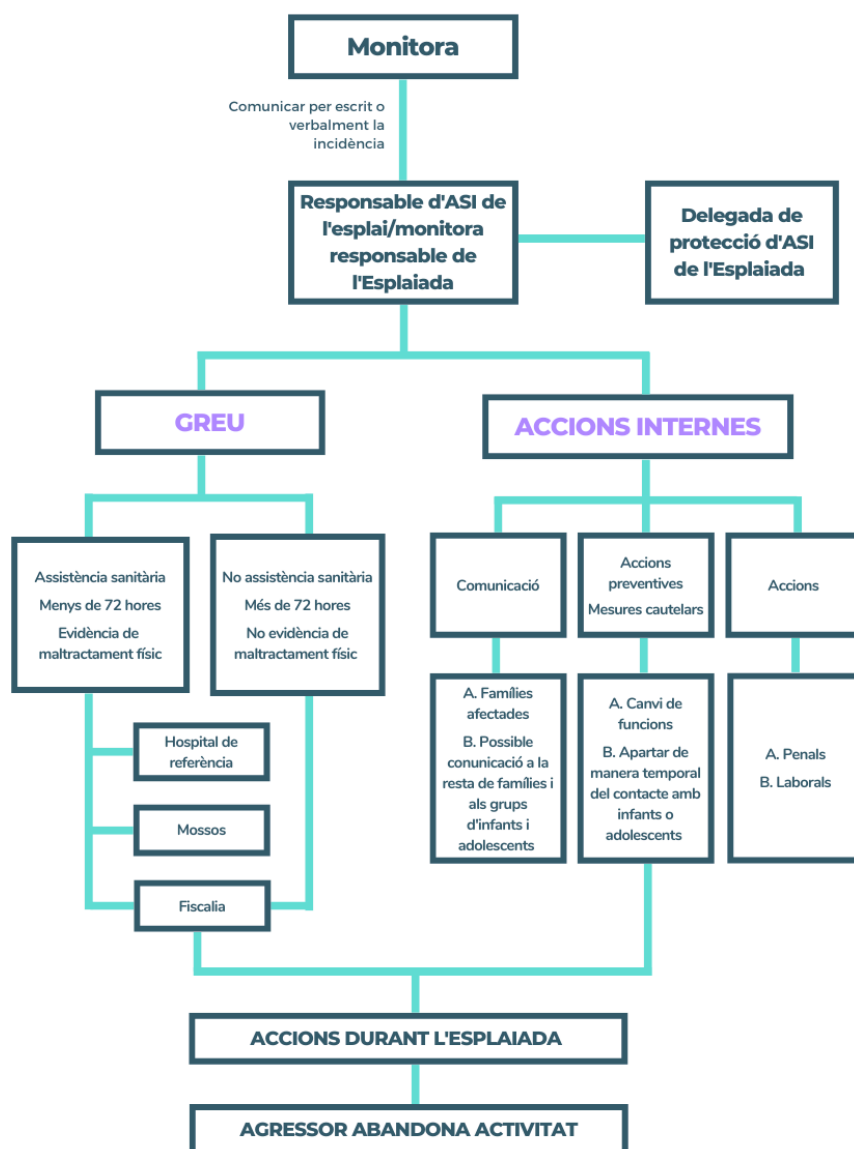 Monitora
Comunicar per escrit o
verbalment la
incidència
Responsable d'ASI de
l'esplai/monitora
responsable de
l'Esplaiada
Delegada de
protecció d'ASI
de l'Esplaiada
GREU
ACCIONS INTERNES
Assistència sanitària
Menys de 72 hores
Evidència de
maltractament físic
No assistència sanitària
Més de 72 hores
No evidència de
maltractament físic
Comunicació
Accions
preventives
Mesures cautelars
Accions
Hospital de
referència
Mossos
Fiscalia
A. Famílies
afectades
B. Possible
conunicació a la
resta de famílies i
als grups
d'infants i
adolescents
A. Canvi de
funcions
B. Apartar de
manera temporal
del contacte amb
infants o
adolescents
A. Penals
B. Laborals
ACCIONS DURANT L'ESPLAIADA
AGRESSOR ABANDONA ACTIVITAT